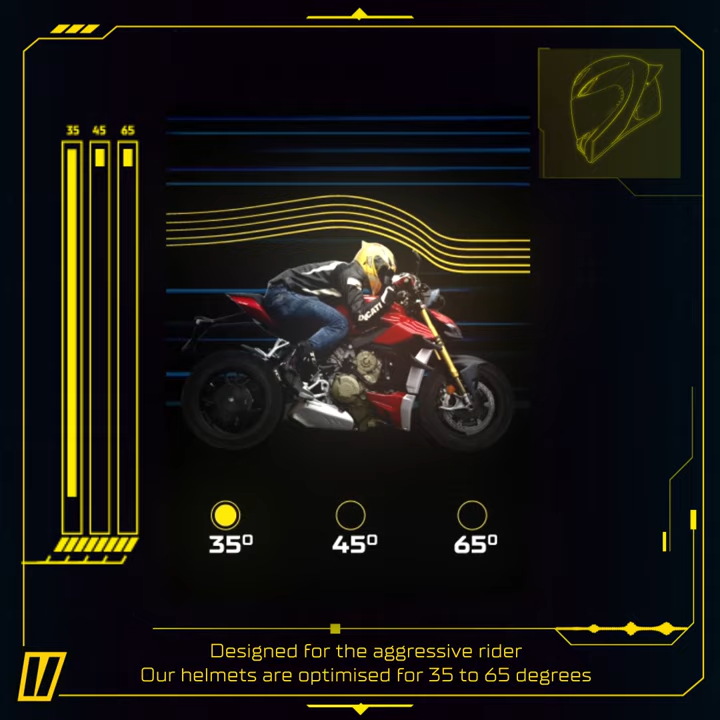 35 45 65
DUCATI
35º 45º 65º
Designed for the aggressive rider
Our helmets are optimised for 35 to 65 degrees